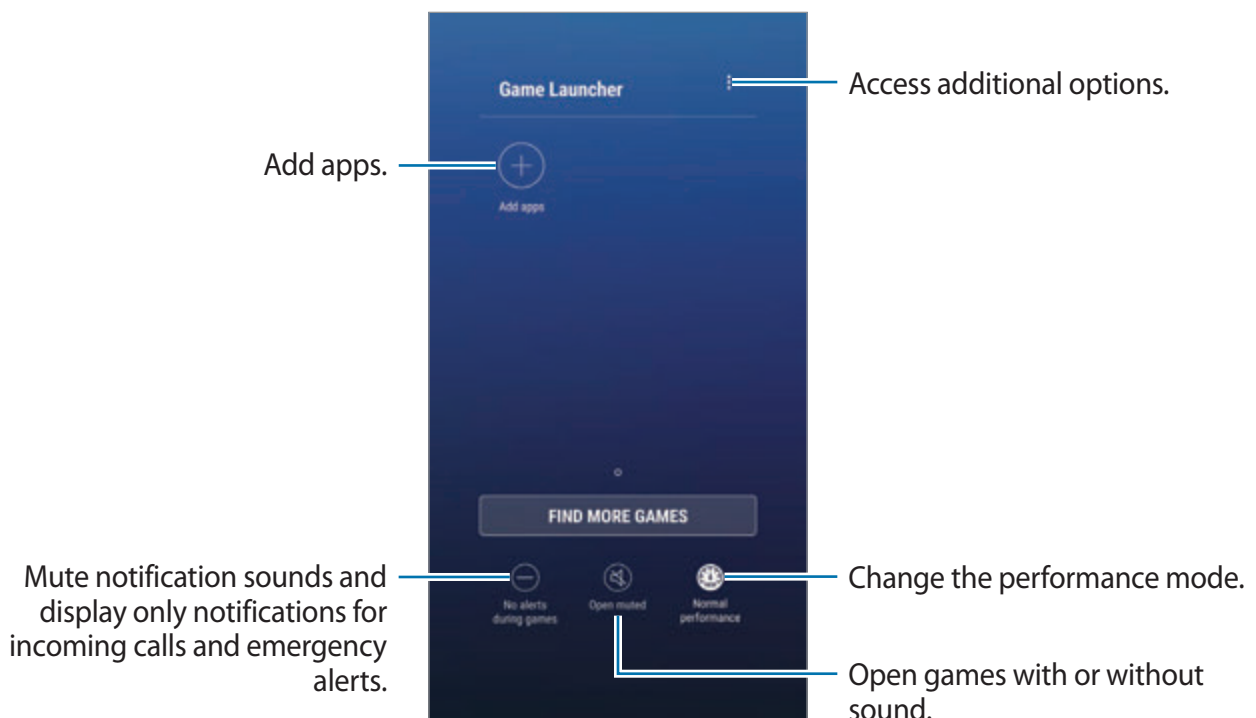 Game Launcher
Access additional options.
Add apps.
Add apps
FIND MORE GAMES
Mute notification sounds and
display only notifications for
incoming calls and emergency
alerts.
No alerts
during games
Open muted
Normal
performance
Change the performance mode.
Open games with or without
sound.